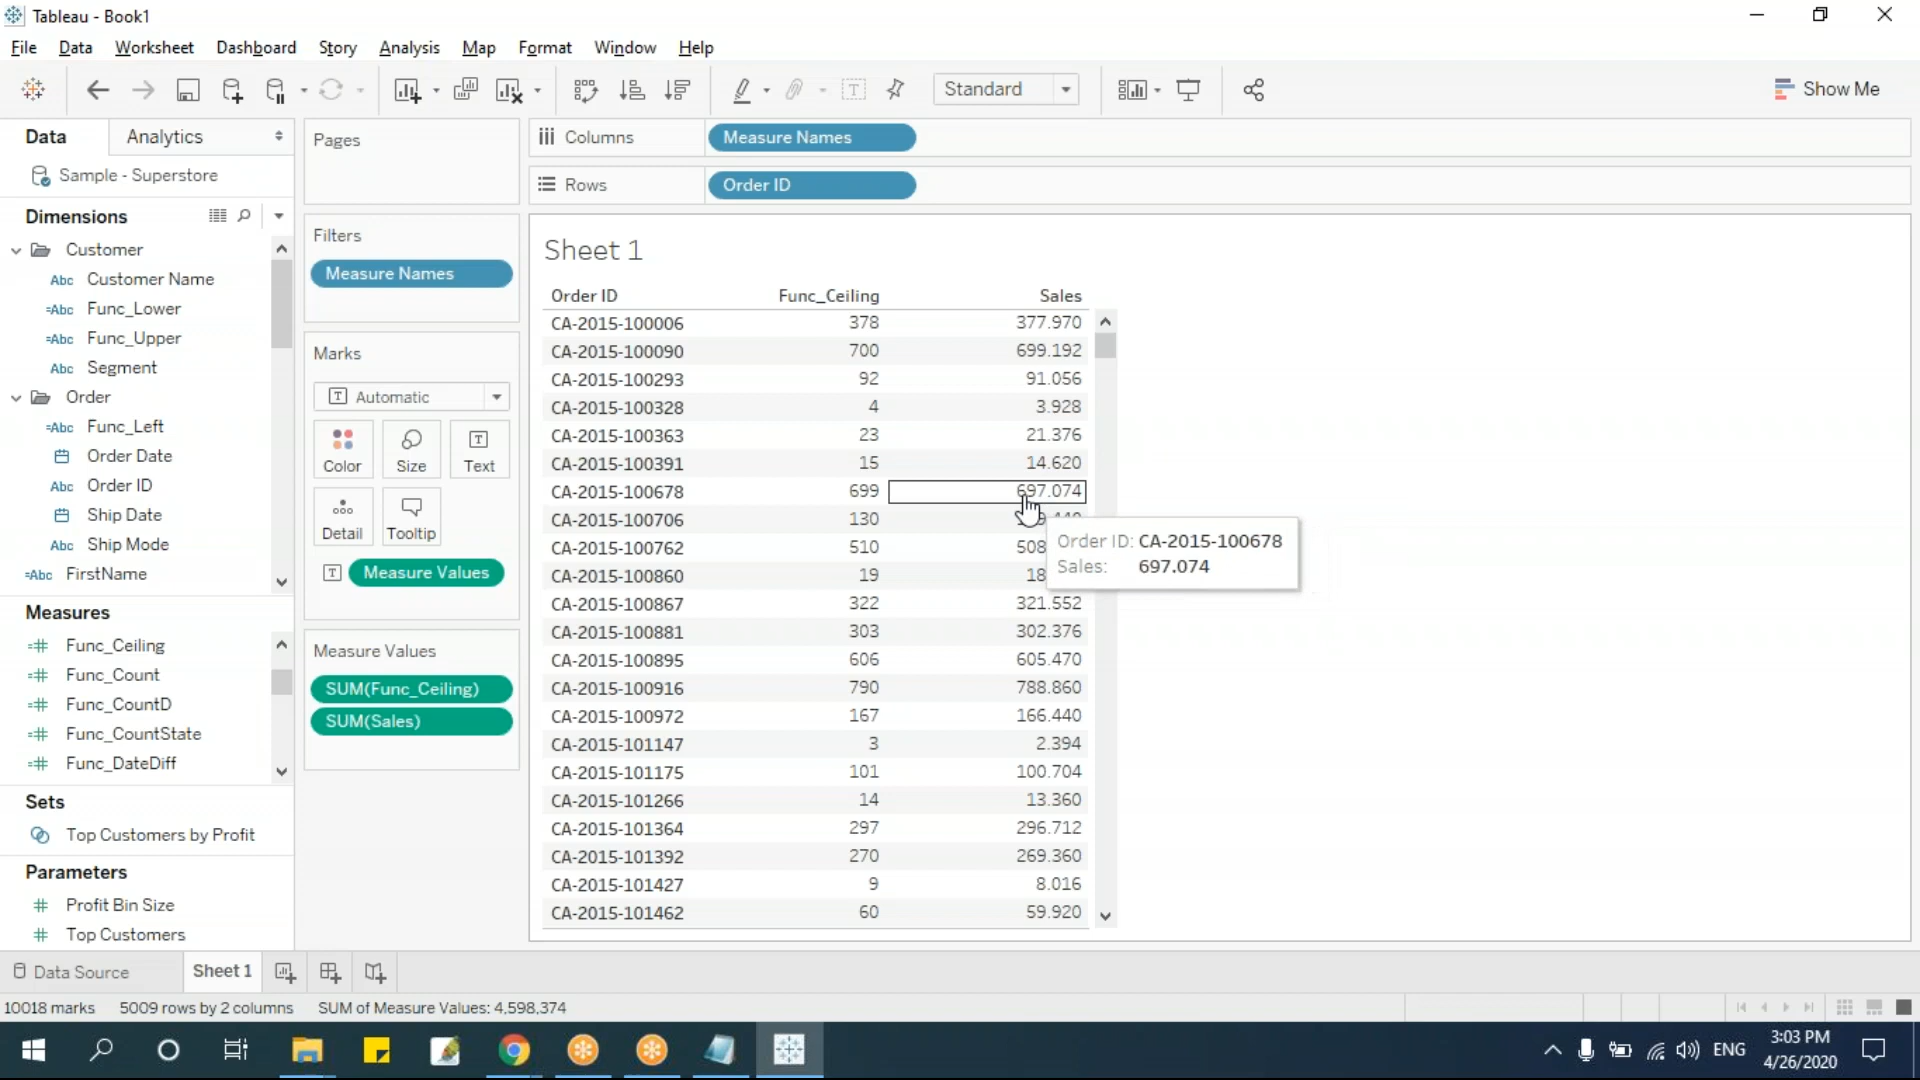 Tableau - Book1
File Data Worksheet Dashboard Story Analysis Map Format Window Help
Standard
Show Me
Data
Analytics
Sample - Superstore
Dimensions
Customer
Abc Customer Name
=Abc Func_Lower
=Abc Func_Upper
Abc Segment
Order
=Abc Func_Left
Order Date
Abc Order ID
Ship Date
Abc Ship Mode
=Abc FirstName
Measures
=# Func_Ceiling
=# Func_Count
=# Func_CountD
=# Func_CountState
=# Func_DateDiff
Sets
Top Customers by Profit
Parameters
# Profit Bin Size
# Top Customers
Pages
Filters
Measure Names
Marks
T Automatic
Color Size Text
Detail Tooltip
T Measure Values
Measure Values
SUM(Func_Ceiling)
SUM(Sales)
Columns Measure Names
Rows Order ID
Sheet 1
Order ID Func_Ceiling Sales
CA-2015-100006 378 377.970
CA-2015-100090 700 699.192
CA-2015-100293 92 91.056
CA-2015-100328 4 3.928
CA-2015-100363 23 21.376
CA-2015-100391 15 14.620
CA-2015-100678 699 697.074
CA-2015-100706 130
CA-2015-100762 510 508
CA-2015-100860 19 18
CA-2015-100867 322 321.552
CA-2015-100881 303 302.376
CA-2015-100895 606 605.470
CA-2015-100916 790 788.860
CA-2015-100972 167 166.440
CA-2015-101147 3 2.394
CA-2015-101175 101 100.704
CA-2015-101266 14 13.360
CA-2015-101364 297 296.712
CA-2015-101392 270 269.360
CA-2015-101427 9 8.016
CA-2015-101462 60 59.920
Order ID: CA-2015-100678
Sales: 697.074
Data Source
Sheet 1
10018 marks 5009 rows by 2 columns SUM of Measure Values: 4,598,374
ENG
3:03 PM
4/26/2020